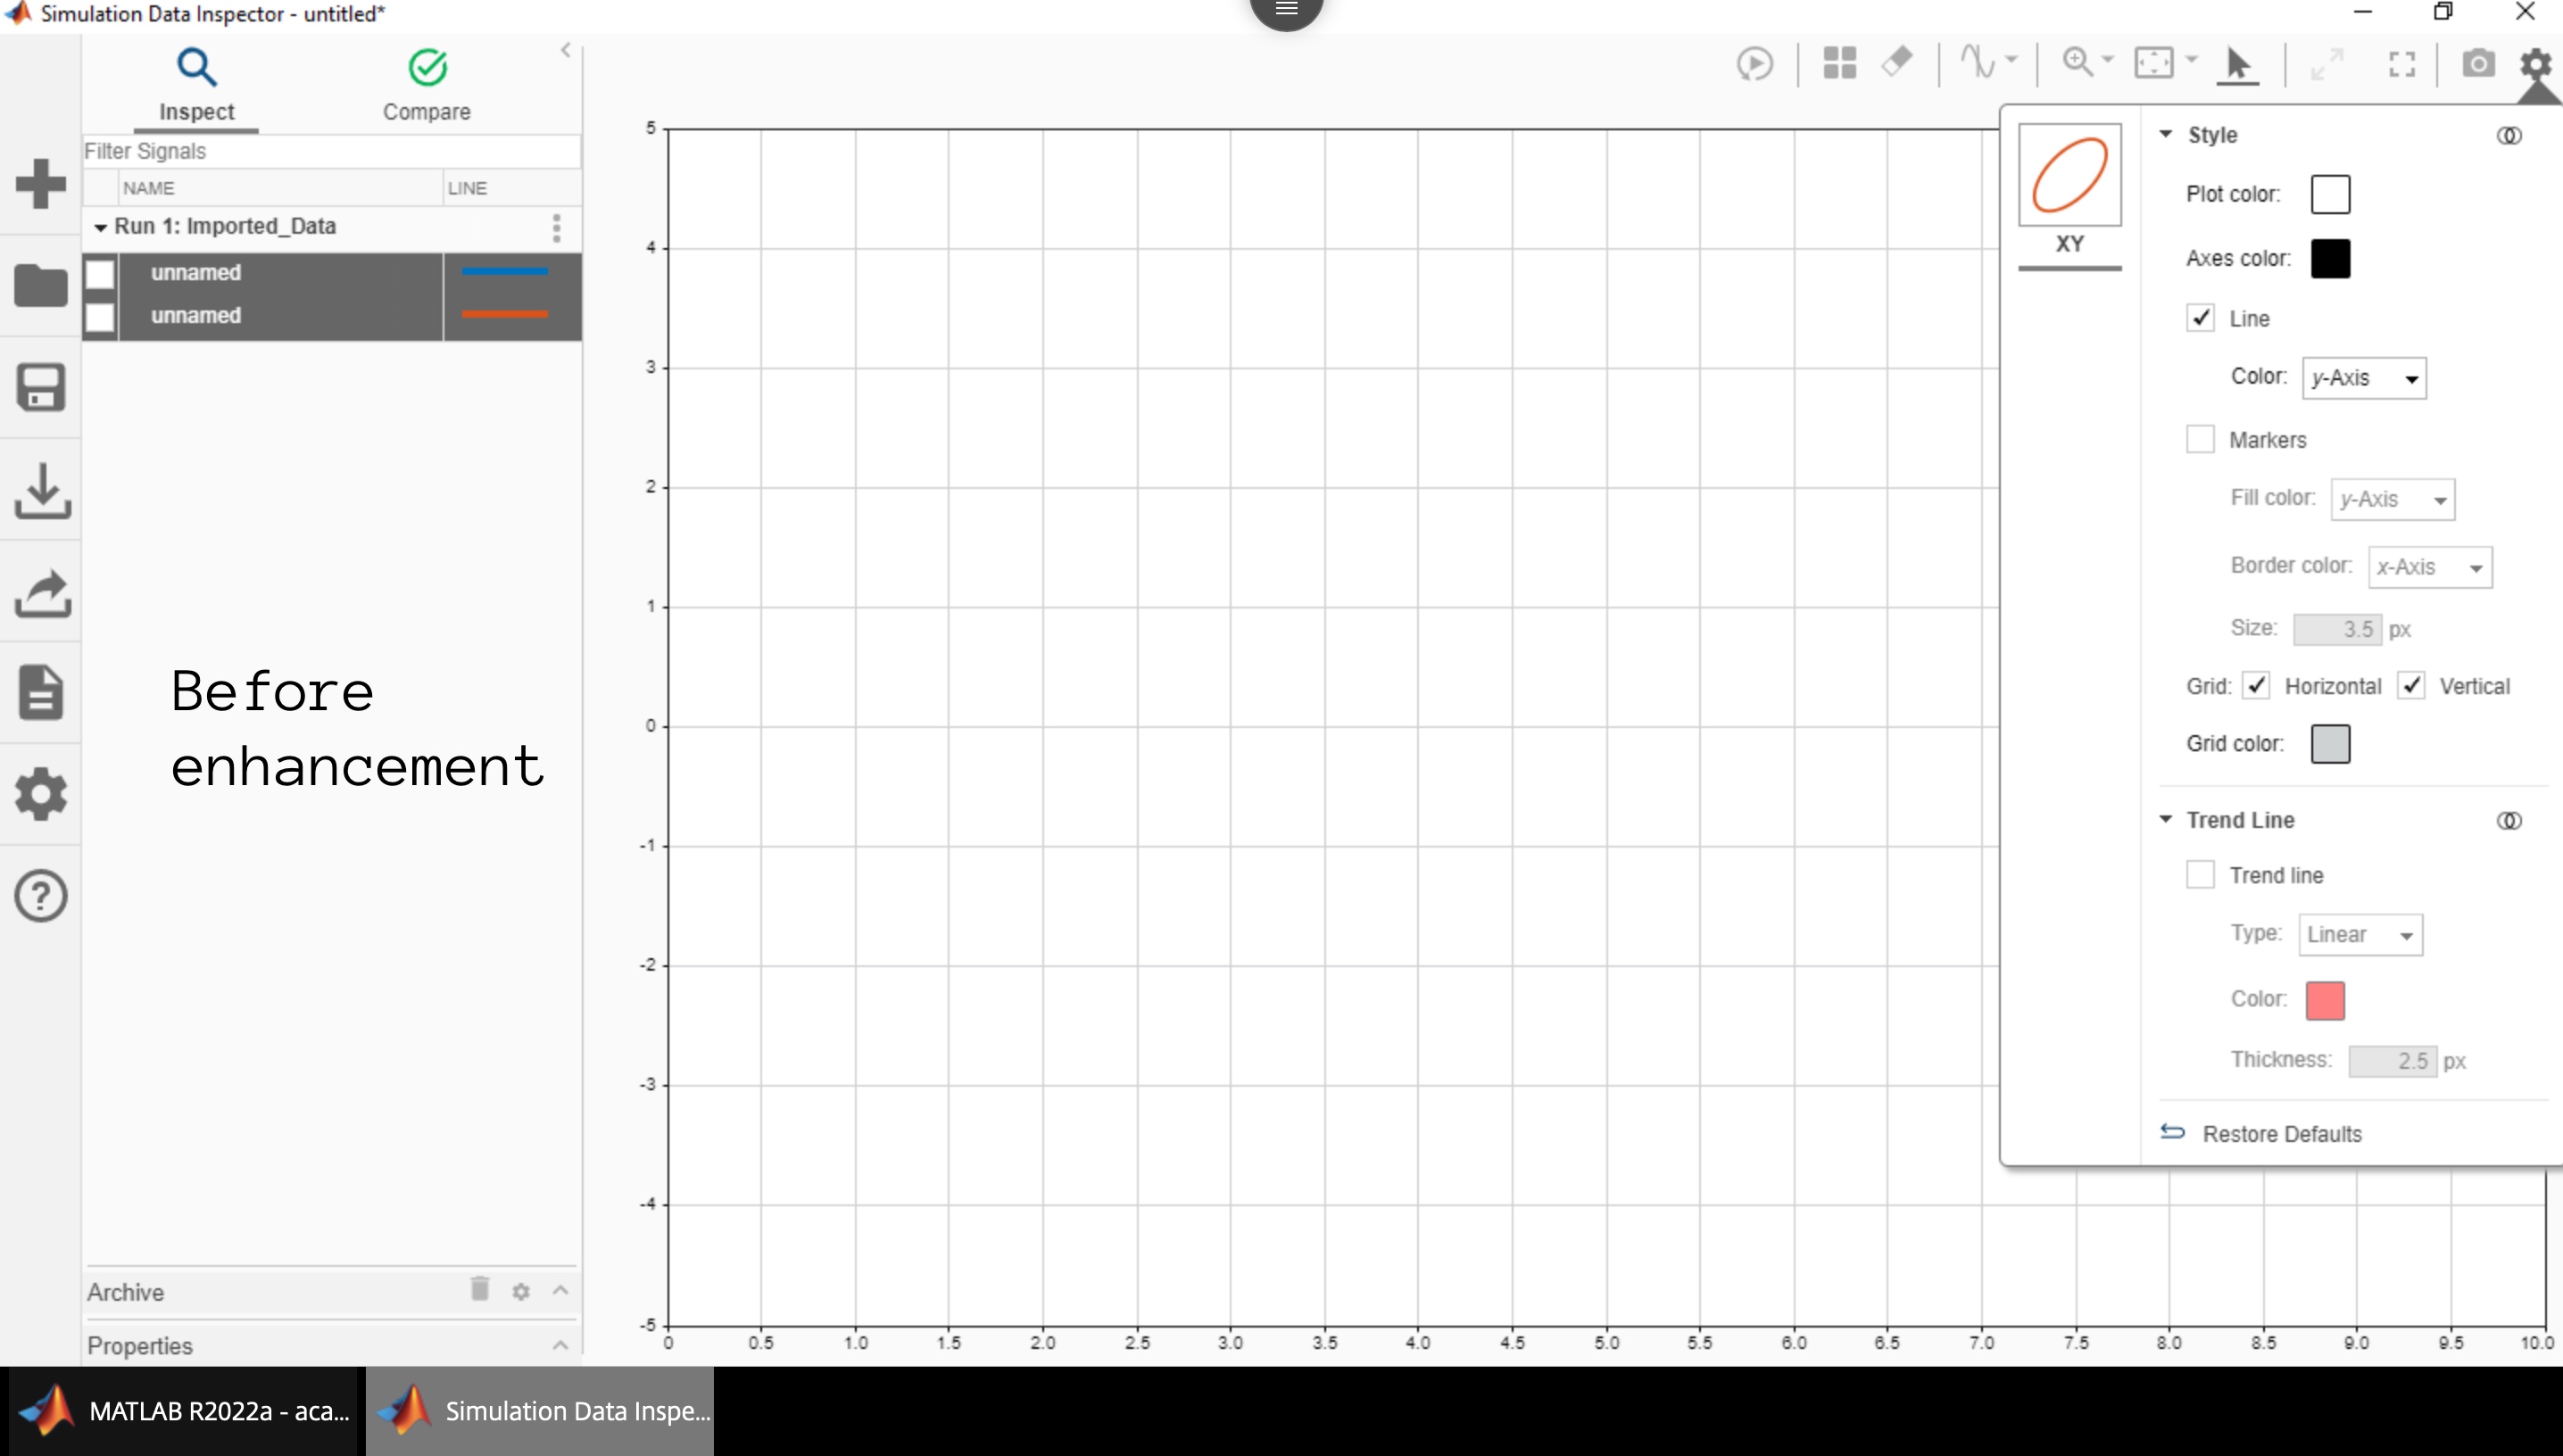 Simulation Data Inspector - untitled*
Inspect
Compare
Filter Signals
NAME
LINE
Run 1: Imported_Data
unnamed
unnamed
Before
enhancement
Archive
Properties
5
4
3
2
1
0
-1
-2
-3
-4
-5
0 0.5 1.0 1.5 2.0 2.5 3.0 3.5 4.0 4.5 5.0 5.5 6.0 6.5 7.0 7.5 8.0 8.5 9.0 9.5 10.0
XY
Style
Plot color:
Axes color:
Line
Color: y-Axis
Markers
Fill color: y-Axis
Border color: x-Axis
Size: 3.5 px
Grid: Horizontal Vertical
Grid color:
Trend Line
Trend line
Type: Linear
Color:
Thickness: 2.5 px
Restore Defaults
MATLAB R2022a - aca...
Simulation Data Inspe...